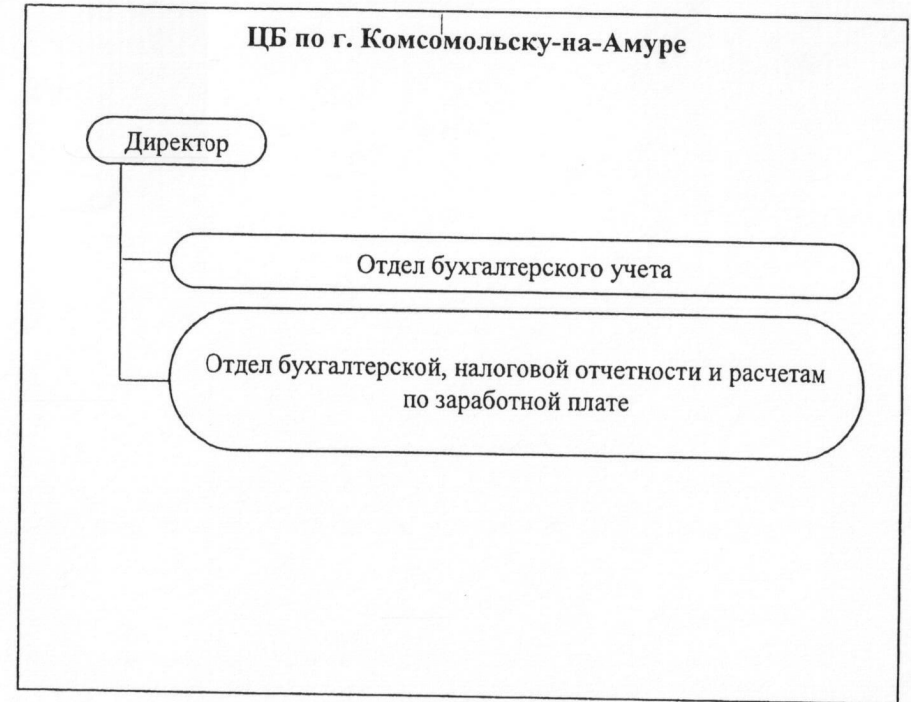 ЦБ по г. Комсомольску-на-Амуре
Директор
Отдел бухгалтерского учета
Отдел бухгалтерской, налоговой отчетности и расчетам
по заработной плате